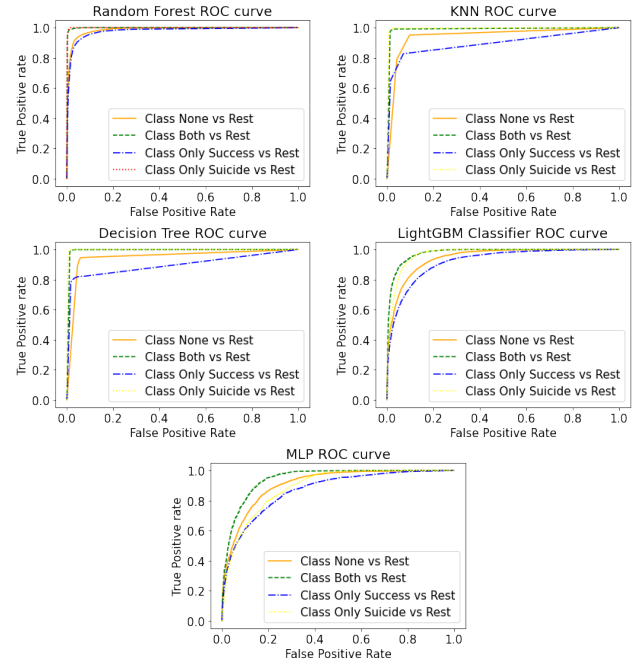 Random Forest ROC curve
True Positive rate
1.0
0.8
0.6
0.4
0.2
0.0
Class None vs Rest
Class Both vs Rest
Class Only Success vs Rest
Class Only Suicide vs Rest
0.0 0.2 0.4 0.6 0.8 1.0
False Positive Rate
KNN ROC curve
True Positive rate
1.0
0.8
0.6
0.4
0.2
0.0
Class None vs Rest
Class Both vs Rest
Class Only Success vs Rest
Class Only Suicide vs Rest
0.0 0.2 0.4 0.6 0.8 1.0
False Positive Rate
Decision Tree ROC curve
True Positive rate
1.0
0.8
0.6
0.4
0.2
0.0
Class None vs Rest
Class Both vs Rest
Class Only Success vs Rest
Class Only Suicide vs Rest
0.0 0.2 0.4 0.6 0.8 1.0
False Positive Rate
LightGBM Classifier ROC curve
True Positive rate
1.0
0.8
0.6
0.4
0.2
0.0
Class None vs Rest
Class Both vs Rest
Class Only Success vs Rest
Class Only Suicide vs Rest
0.0 0.2 0.4 0.6 0.8 1.0
False Positive Rate
MLP ROC curve
True Positive rate
1.0
0.8
0.6
0.4
0.2
0.0
Class None vs Rest
Class Both vs Rest
Class Only Success vs Rest
Class Only Suicide vs Rest
0.0 0.2 0.4 0.6 0.8 1.0
False Positive Rate